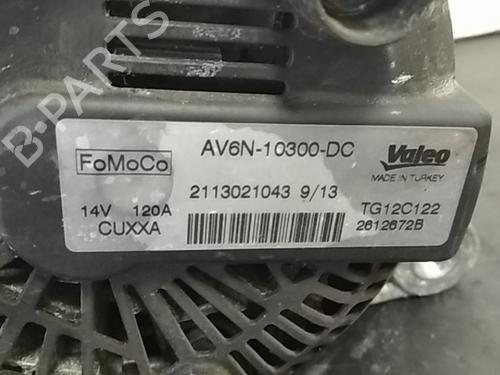 B-PARTS
FoMoCo
AV6N-10300-DC
Valeo
MADE IN TURKEY
2113021043 9/13
14V 120A
TG12C122
CUXXA
2612672B